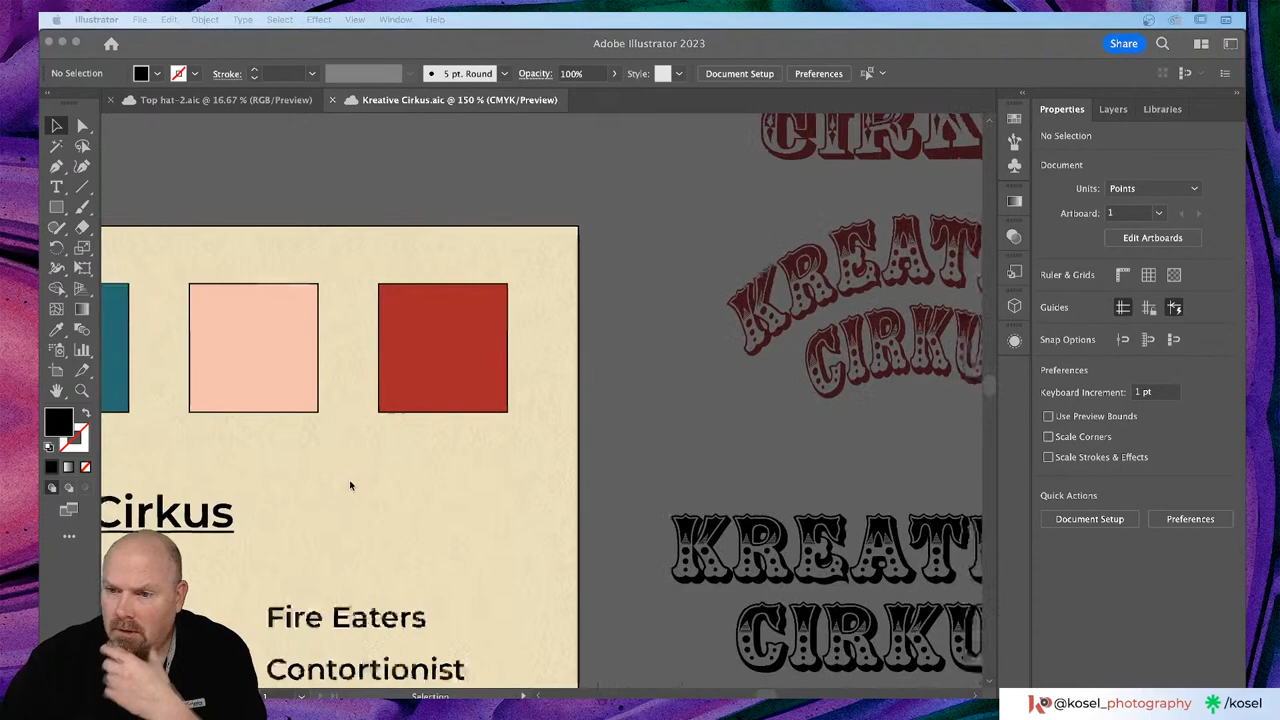 Illustrator File Edit Object Type Select Effect View Window Help
Adobe Illustrator 2023
Share
No Selection
Stroke:
5 pt. Round
Opacity: 100%
Style:
Document Setup
Preferences
Top hat-2.aic @ 16.67 % (RGB/Preview)
Kreative Cirkus.aic @ 150 % (CMYK/Preview)
Properties
Layers
Libraries
No Selection
Document
Units: Points
Artboard: 1
Edit Artboards
Ruler & Grids
Guides
Snap Options
Preferences
Keyboard Increment: 1 pt
Use Preview Bounds
Scale Corners
Scale Strokes & Effects
Quick Actions
Document Setup
Preferences
CIRK
KREAT
CIRKU
KREAT
CIRKU
Cirkus
Fire Eaters
Contortionist
1
Selection
@kosel_photography
/kosel